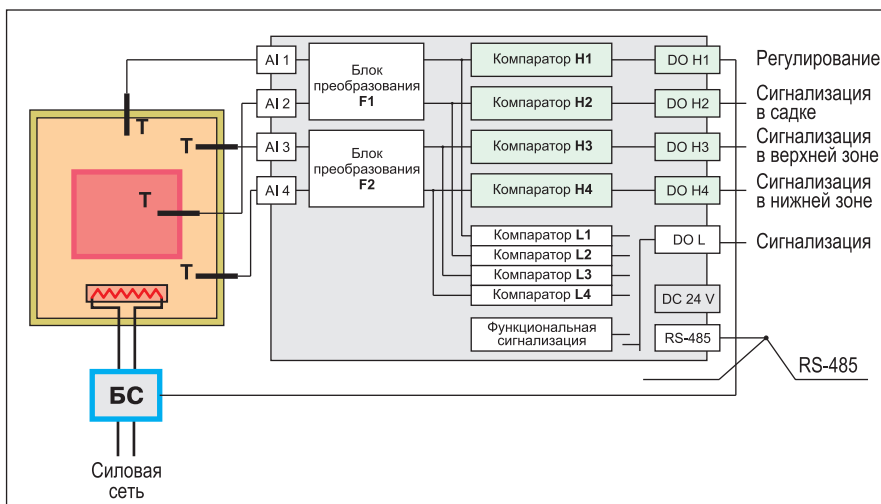 AI 1
Блок
преобразования
F1
Компаратор H1
DO H1
Регулирование
AI 2
Компаратор H2
DO H2
Сигнализация
в садке
AI 3
Блок
преобразования
F2
Компаратор H3
DO H3
Сигнализация
в верхней зоне
AI 4
Компаратор H4
DO H4
Сигнализация
в нижней зоне
T
T
T
T
Компаратор L1
Компаратор L2
Компаратор L3
Компаратор L4
DO L
Сигнализация
DC 24 V
Функциональная
сигнализация
RS-485
RS-485
БС
Силовая
сеть